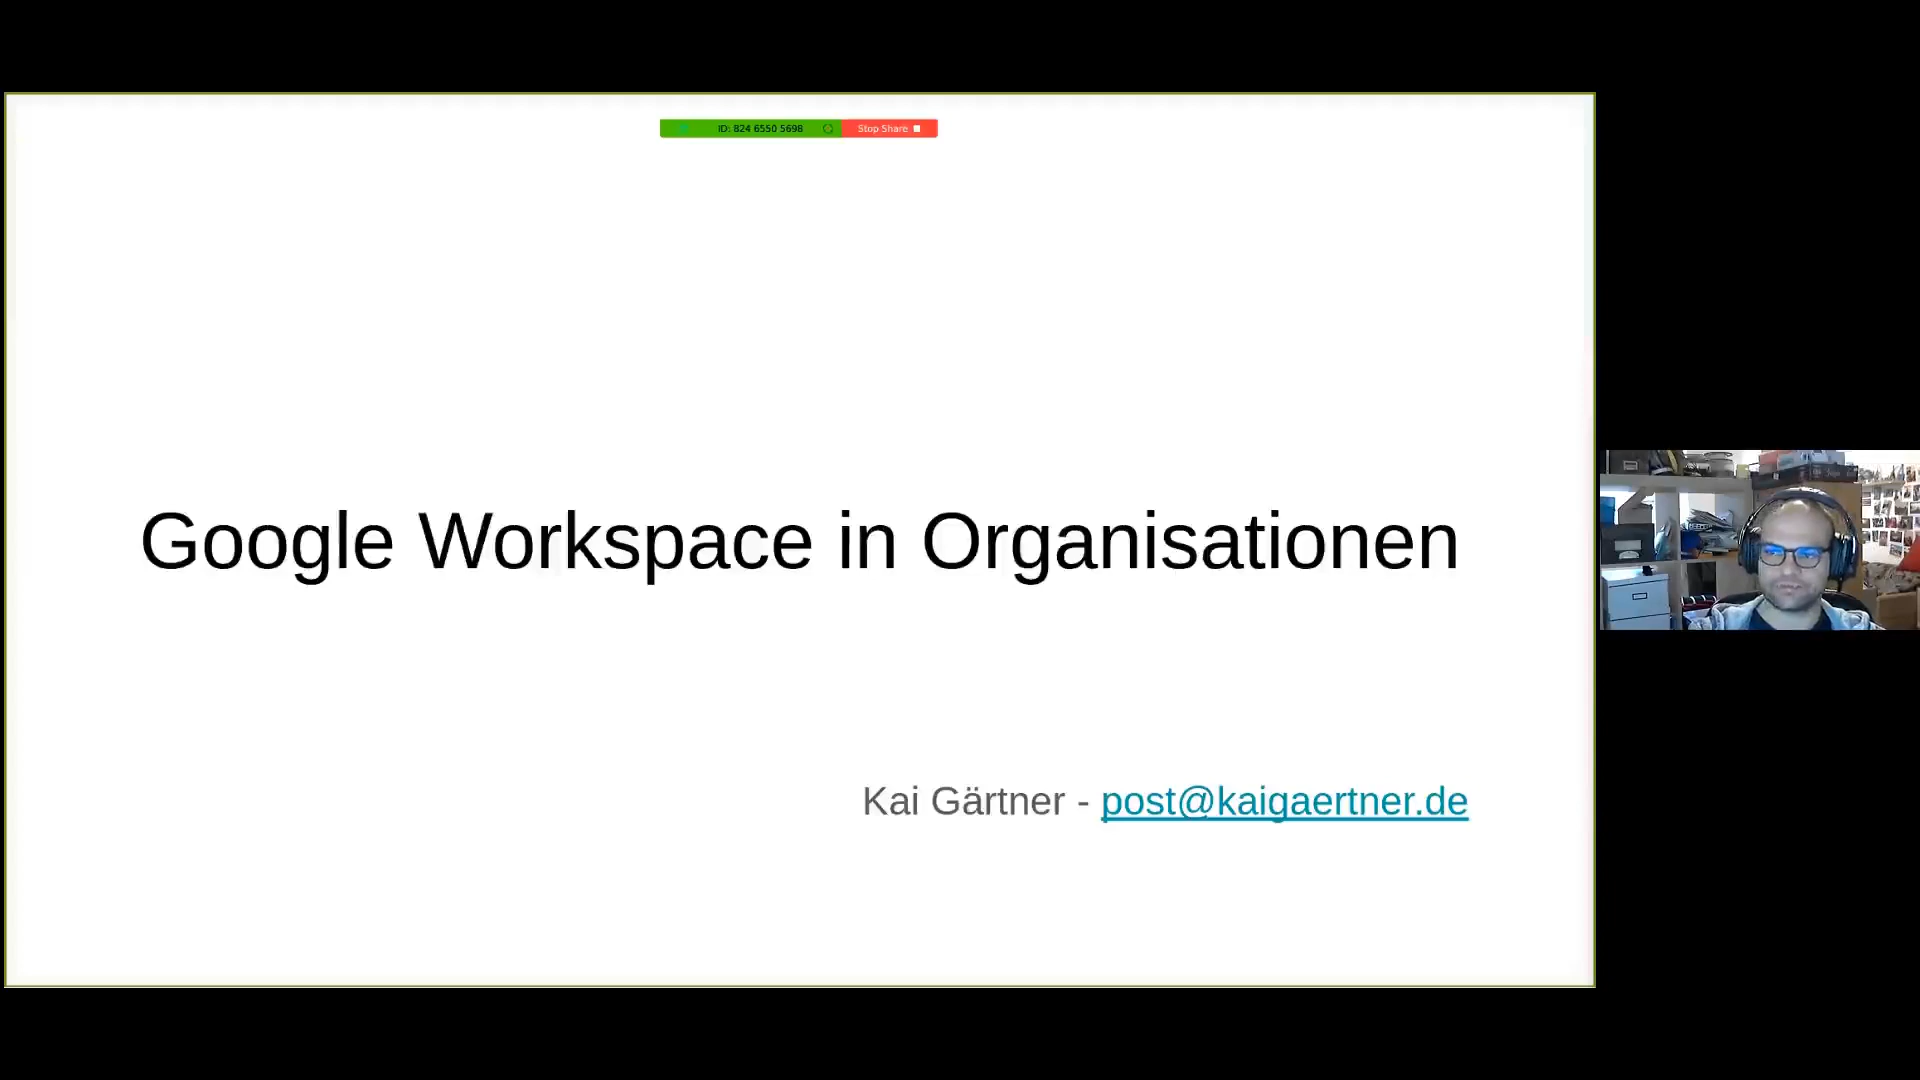 ID: 824 6550 5698 Stop Share
Google Workspace in Organisationen
Kai Gärtner - post@kaigaertner.de